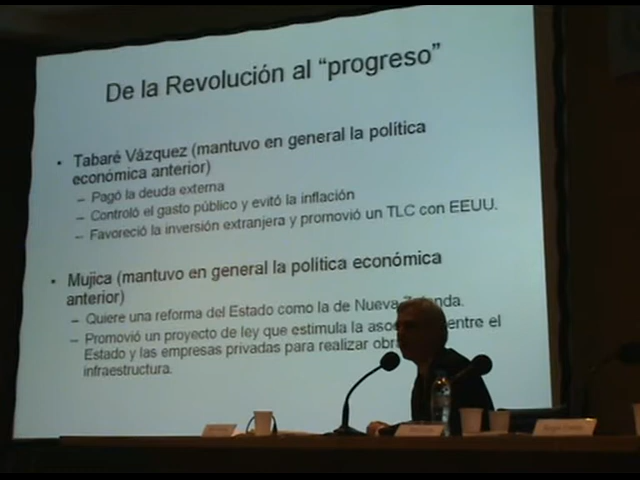 De la Revolución al “progreso”
• Tabaré Vázquez (mantuvo en general la política
económica anterior)
– Pagó la deuda externa
– Controló el gasto público y evitó la inflación
– Favoreció la inversión extranjera y promovió un TLC con EEUU.
• Mujica (mantuvo en general la política económica
anterior)
– Quiere una reforma del Estado como la de Nueva
– Promovió un proyecto de ley que estimula la entre el
Estado y las empresas privadas para realizar
infraestructura.